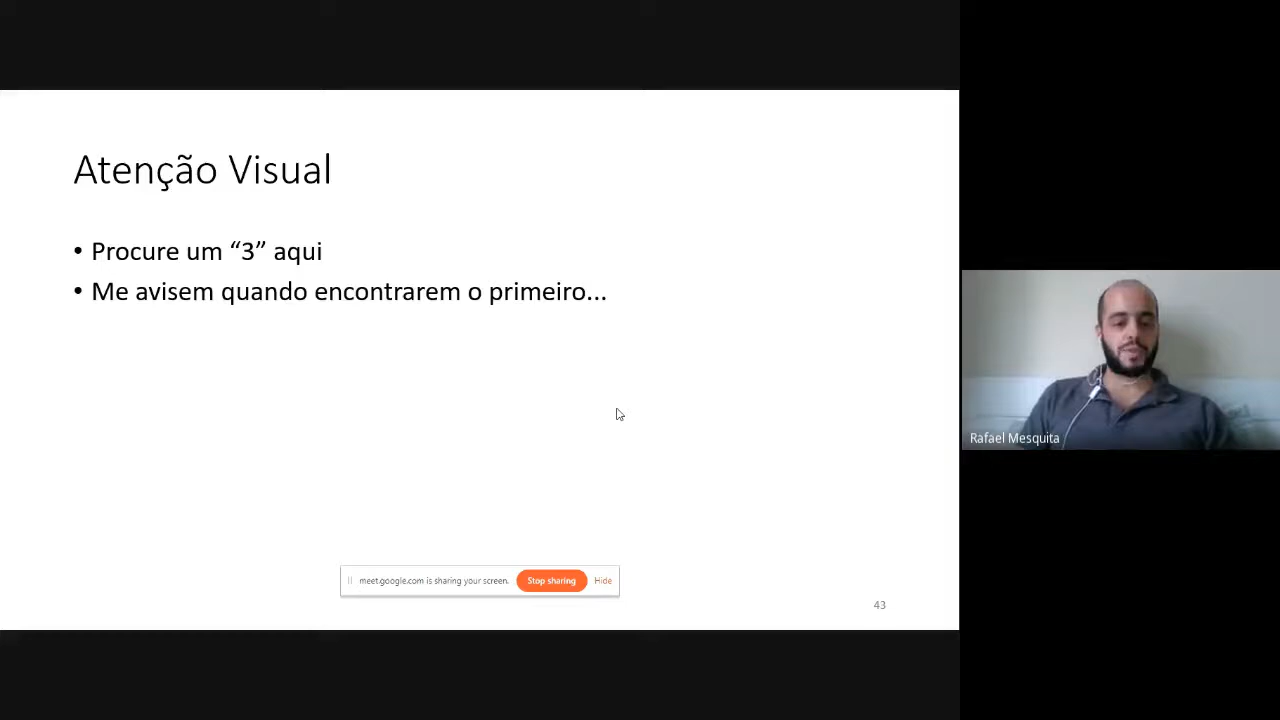 Atenção Visual
• Procure um “3” aqui
• Me avisem quando encontrarem o primeiro...
Rafael Mesquita
meet.google.com is sharing your screen. Stop sharing Hide
43